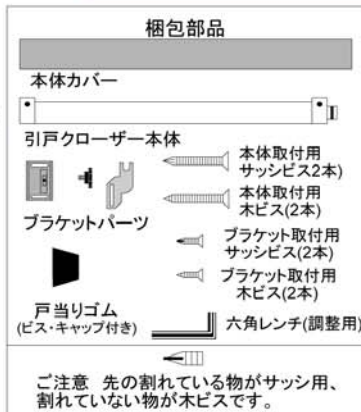 梱包部品
本体カバー
引戸クローザー本体
本体取付用
サッシビス2本)
本体取付用
木ビス(2本)
ブラケットパーツ
ブラケット取付用
サッシビス(2本)
ブラケット取付用
木ビス(2本)
戸当りゴム
(ビス・キャップ付き)
六角レンチ(調整用)
ご注意 先の割れている物がサッシ用、
割れていない物が木ビスです。